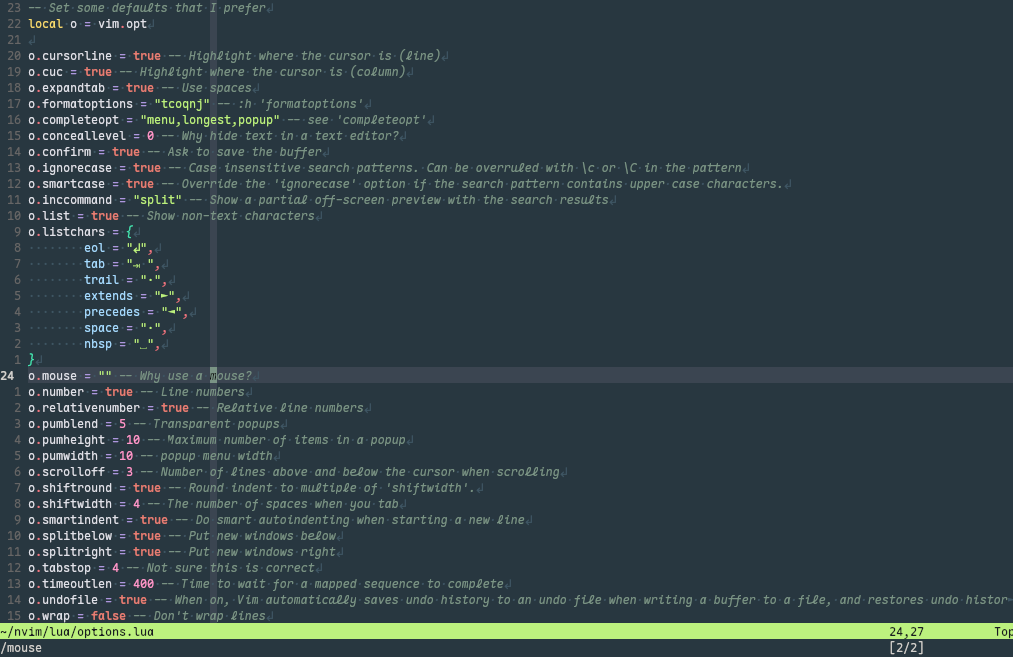 23 -- Set some defaults that I prefer↲
22 local o = vim.opt↲
21 ↲
20 o.cursorline = true -- Highlight where the cursor is (line)↲
19 o.cuc = true -- Highlight where the cursor is (column)↲
18 o.expandtab = true -- Use spaces↲
17 o.formatoptions = "tcoqnj" -- :h 'formatoptions'↲
16 o.completeopt = "menu,longest,popup" -- see 'completeopt'↲
15 o.conceallevel = 0 -- Why hide text in a text editor?↲
14 o.confirm = true -- Ask to save the buffer↲
13 o.ignorecase = true -- Case insensitive search patterns. Can be overruled with \c or \C in the pattern↲
12 o.smartcase = true -- Override the 'ignorecase' option if the search pattern contains upper case characters.↲
11 o.inccommand = "split" -- Show a partial off-screen preview with the search results↲
10 o.list = true -- Show non-text characters↲
9 o.listchars = {↲
8 ········eol = "↲",↲
7 ········tab = "⇥ ",↲
6 ········trail = "·",↲
5 ········extends = "►",↲
4 ········precedes = "◄",↲
3 ········space = "·",↲
2 ········nbsp = "⎵",↲
1 }↲
24 o.mouse = "" -- Why use a mouse?↲
1 o.number = true -- Line numbers↲
2 o.relativenumber = true -- Relative line numbers↲
3 o.pumblend = 5 -- Transparent popups↲
4 o.pumheight = 10 -- Maximum number of items in a popup↲
5 o.pumwidth = 10 -- popup menu width↲
6 o.scrolloff = 3 -- Number of lines above and below the cursor when scrolling↲
7 o.shiftround = true -- Round indent to multiple of 'shiftwidth'.↲
8 o.shiftwidth = 4 -- The number of spaces when you tab↲
9 o.smartindent = true -- Do smart autoindenting when starting a new line↲
10 o.splitbelow = true -- Put new windows below↲
11 o.splitright = true -- Put new windows right↲
12 o.tabstop = 4 -- Not sure this is correct↲
13 o.timeoutlen = 400 -- Time to wait for a mapped sequence to complete↲
14 o.undofile = true -- When on, Vim automatically saves undo history to an undo file when writing a buffer to a file, and restores undo histor►
15 o.wrap = false -- Don't wrap lines↲
~/nvim/lua/options.lua 24,27 Top
/mouse [2/2]